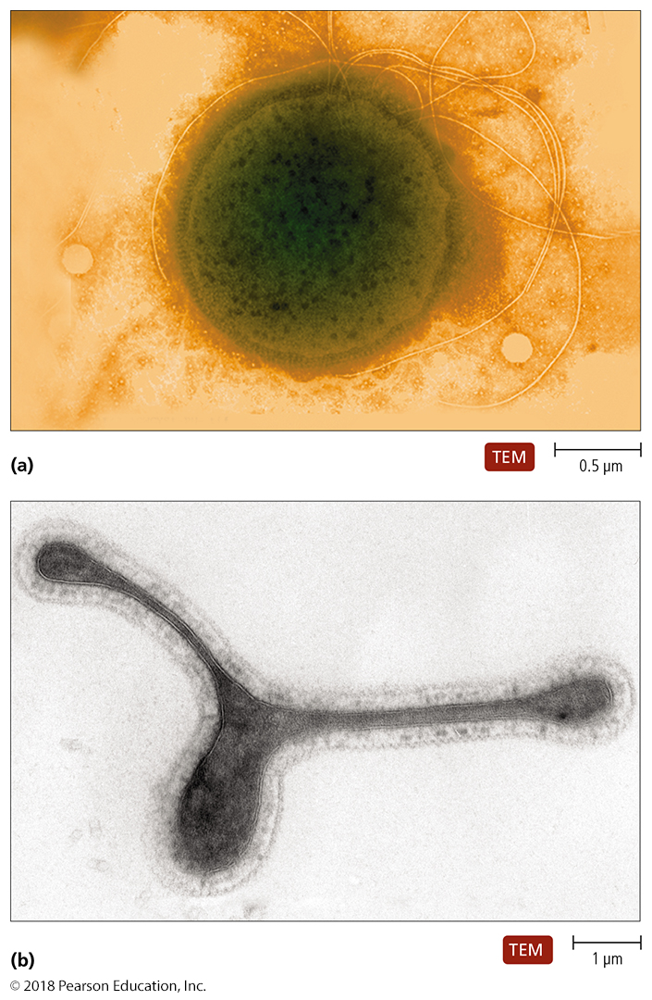 TEM
0.5 µm
(a)
TEM
1 µm
(b)
© 2018 Pearson Education, Inc.